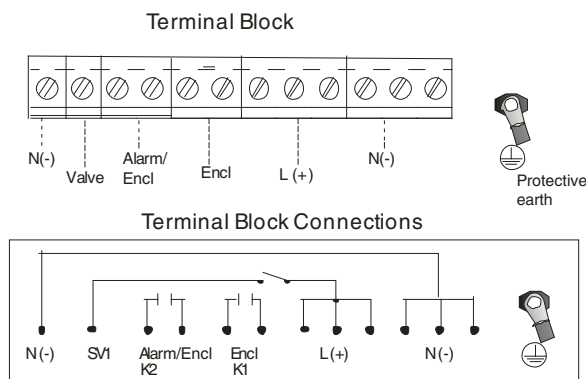 Terminal Block
N(-)
Valve
Alarm/
Encl
Encl
L (+)
N(-)
Protective
earth
Terminal Block Connections
N (-)
SV1
Alarm/Encl
K2
Encl
K1
L (+)
N (-)